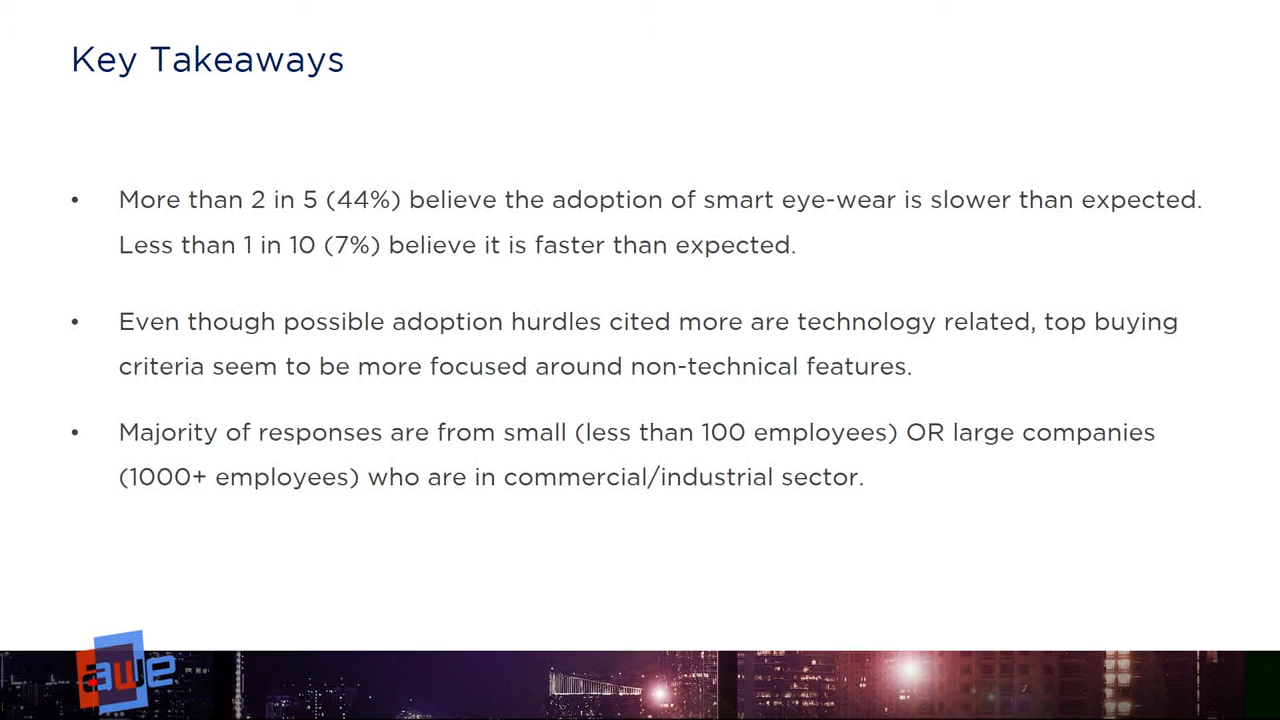 Key Takeaways
• More than 2 in 5 (44%) believe the adoption of smart eye-wear is slower than expected.
Less than 1 in 10 (7%) believe it is faster than expected.
• Even though possible adoption hurdles cited more are technology related, top buying
criteria seem to be more focused around non-technical features.
• Majority of responses are from small (less than 100 employees) OR large companies
(1000+ employees) who are in commercial/industrial sector.
awe